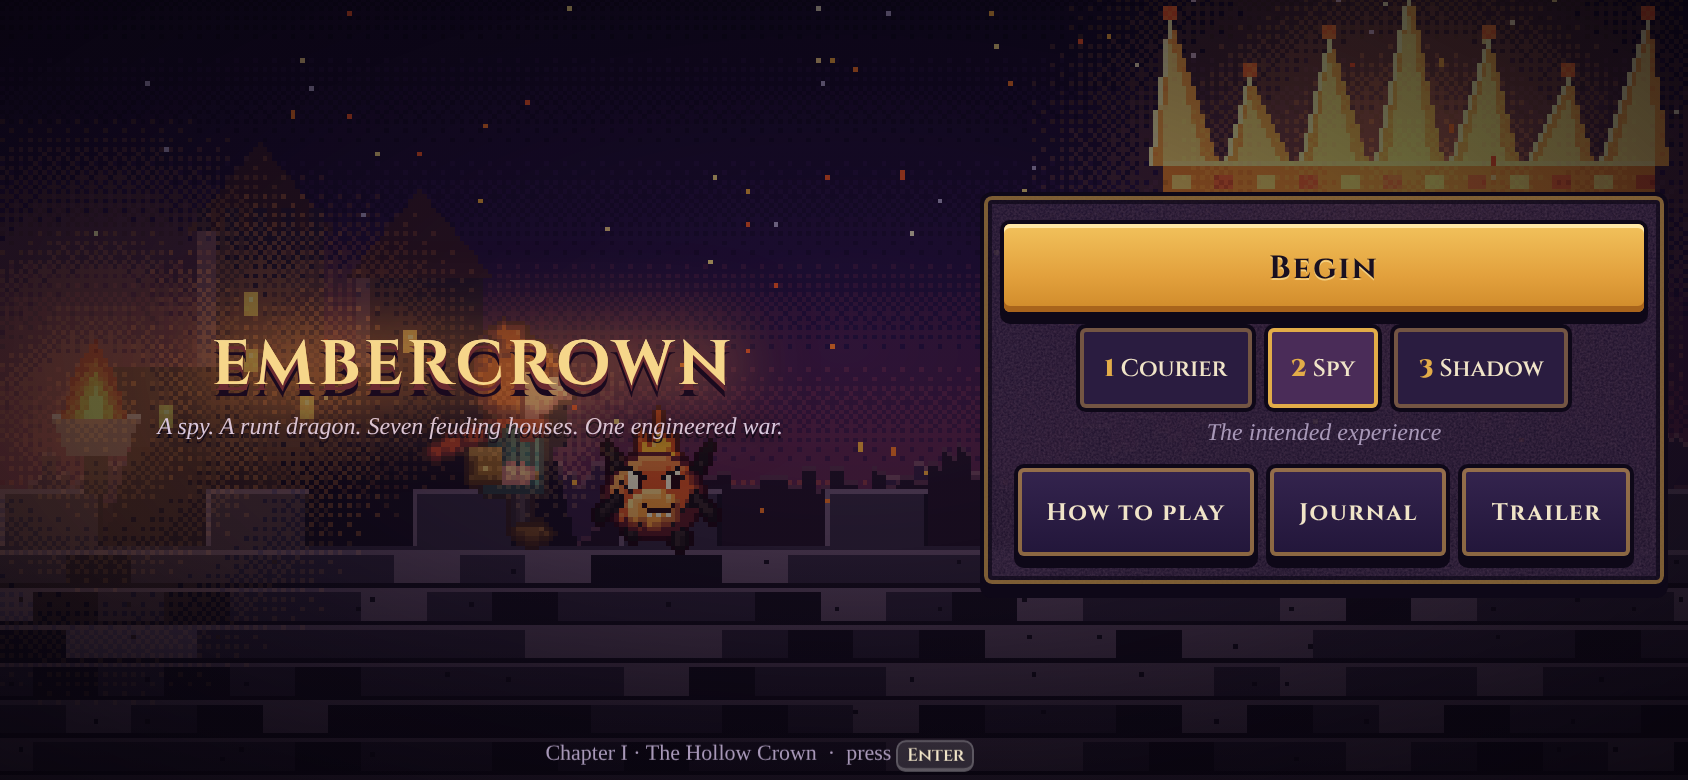 EMBERCROWN
A spy. A runt dragon. Seven feuding houses. One engineered war.
Begin
1 Courier
2 Spy
3 Shadow
The intended experience
How to play
Journal
Trailer
Chapter I · The Hollow Crown · press Enter